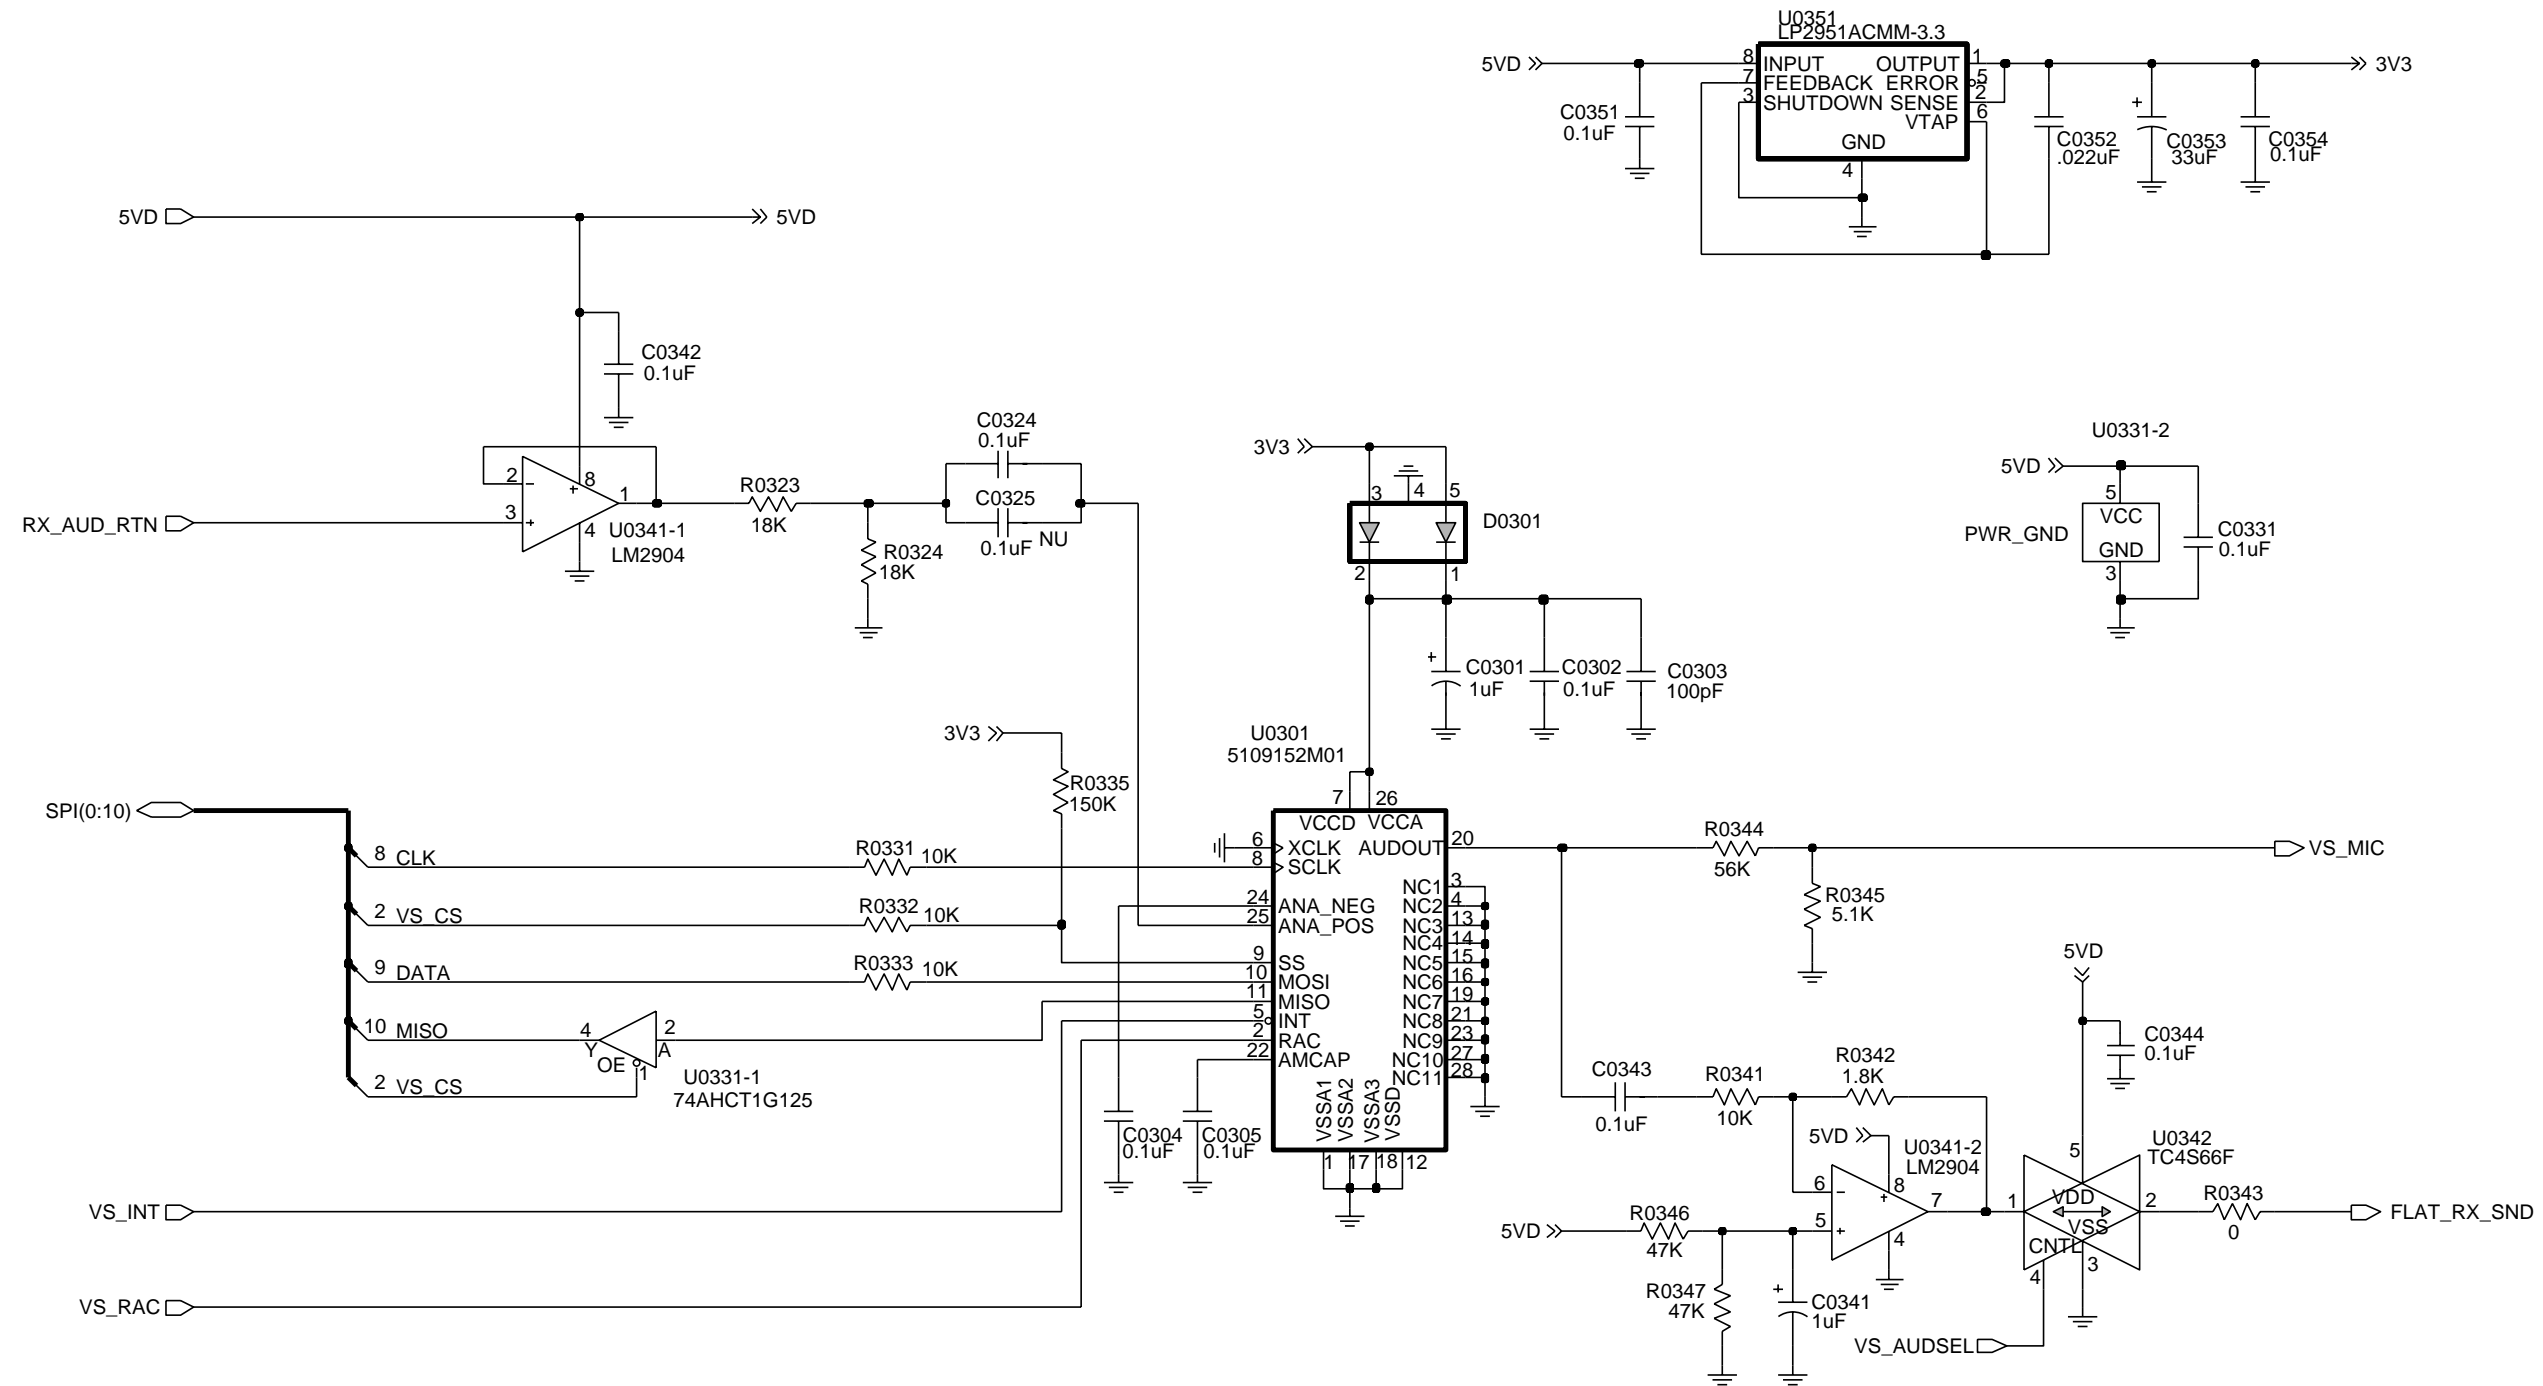 U0351
LP2951ACMM-3.3
5VD
8
INPUT
OUTPUT
1
3V3
7
FEEDBACK
ERROR
5
3
SHUTDOWN
SENSE
2
VTAP
6
GND
4
C0351
0.1uF
C0352
.022uF
+
C0353
33uF
C0354
0.1uF
5VD
5VD
C0342
0.1uF
RX_AUD_RTN
2
-
3
+
+
8
1
4
U0341-1
LM2904
R0323
18K
R0324
18K
C0324
0.1uF
C0325
0.1uF
NU
3V3
3
4
5
D0301
2
1
+
C0301
1uF
C0302
0.1uF
C0303
100pF
U0331-2
5VD
5
VCC
PWR_GND
GND
3
C0331
0.1uF
3V3
R0335
150K
U0301
5109152M01
7
26
VCCD
VCCA
SPI(0:10)
8
CLK
R0331
10K
2
VS_CS
R0332
10K
9
DATA
R0333
10K
10
MISO
4
Y
2
A
OE
1
2
VS_CS
U0331-1
74AHCT1G125
6
XCLK
8
SCLK
24
ANA_NEG
25
ANA_POS
9
SS
10
MOSI
11
MISO
5
INT
2
RAC
22
AMCAP
AUDOUT
20
NC1
3
NC2
4
NC3
13
NC4
14
NC5
15
NC6
16
NC7
19
NC8
21
NC9
23
NC10
27
NC11
28
VSSA1
VSSA2
VSSA3
VSSD
1
17
18
12
C0304
0.1uF
C0305
0.1uF
VS_INT
VS_RAC
R0344
56K
VS_MIC
R0345
5.1K
C0343
0.1uF
R0341
10K
R0342
1.8K
5VD
U0341-2
LM2904
6
-
5
+
+
8
7
4
5VD
R0346
47K
R0347
47K
+
C0341
1uF
5VD
C0344
0.1uF
5
U0342
TC4S66F
1
VDD
VSS
CNTL
2
4
3
R0343
0
FLAT_RX_SND
VS_AUDSEL